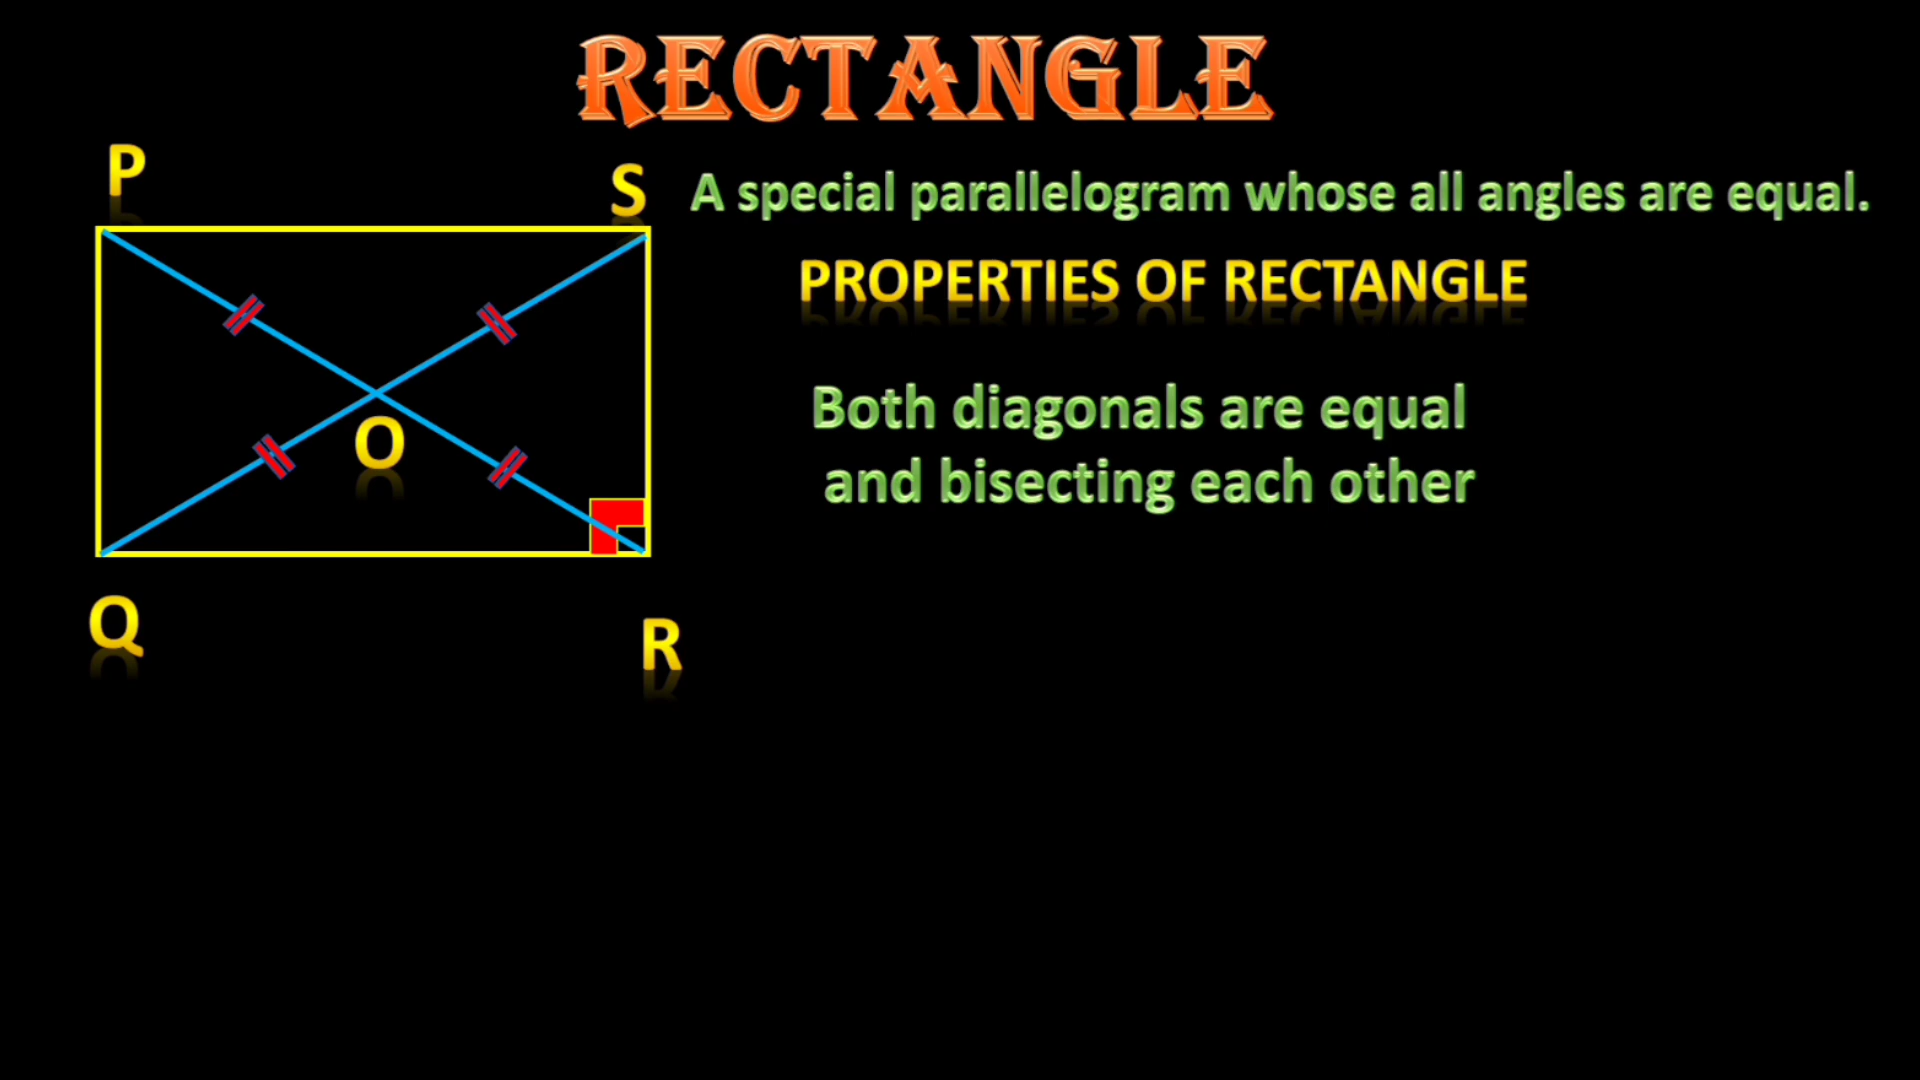 RECTANGLE
P
S
A special parallelogram whose all angles are equal.
PROPERTIES OF RECTANGLE
Both diagonals are equal
and bisecting each other
O
Q
R